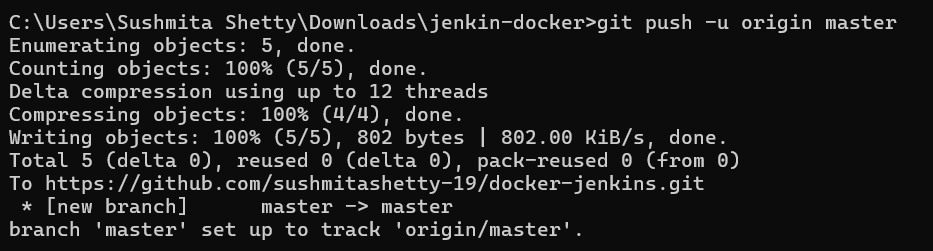 C:\Users\Sushmita Shetty\Downloads\jenkin-docker>git push -u origin master
Enumerating objects: 5, done.
Counting objects: 100% (5/5), done.
Delta compression using up to 12 threads
Compressing objects: 100% (4/4), done.
Writing objects: 100% (5/5), 802 bytes | 802.00 KiB/s, done.
Total 5 (delta 0), reused 0 (delta 0), pack-reused 0 (from 0)
To https://github.com/sushmitashetty-19/docker-jenkins.git
 * [new branch]      master -> master
branch 'master' set up to track 'origin/master'.